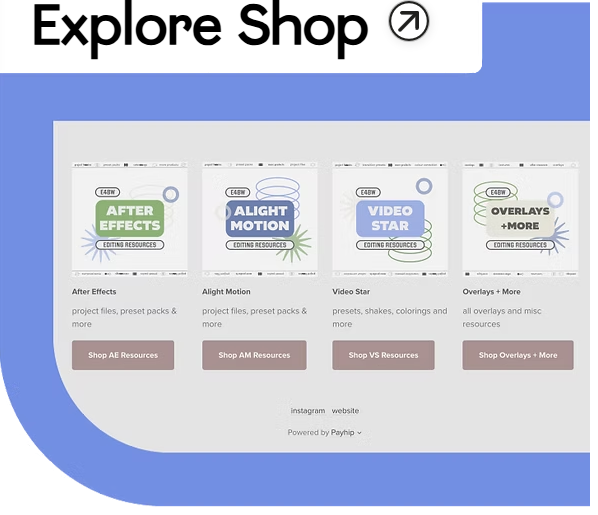 Explore Shop
E4BW
AFTER
EFFECTS
EDITING RESOURCES
E4BW
ALIGHT
MOTION
EDITING RESOURCES
E4BW
VIDEO
STAR
EDITING RESOURCES
E4BW
OVERLAYS
+MORE
EDITING RESOURCES
After Effects
project files, preset packs &
more
Shop AE Resources
Alight Motion
project files, preset packs &
more
Shop AM Resources
Video Star
presets, shakes, colorings and
more
Shop VS Resources
Overlays + More
all overlays and misc
resources
Shop Overlays + More
instagram website
Powered by Payhip